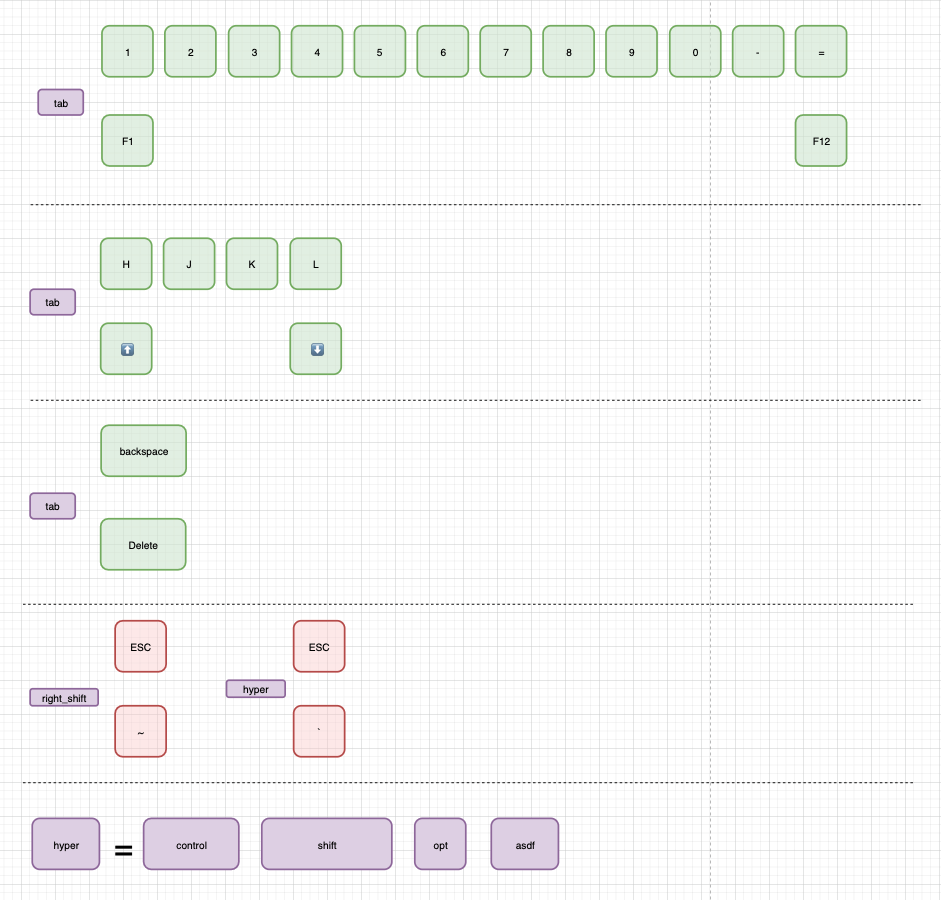 1 2 3 4 5 6 7 8 9 0 - =
tab
F1 F12
H J K L
tab
⬆️ ⬇️
backspace
tab
Delete
ESC ESC
right_shift hyper
~ `
hyper = control shift opt asdf